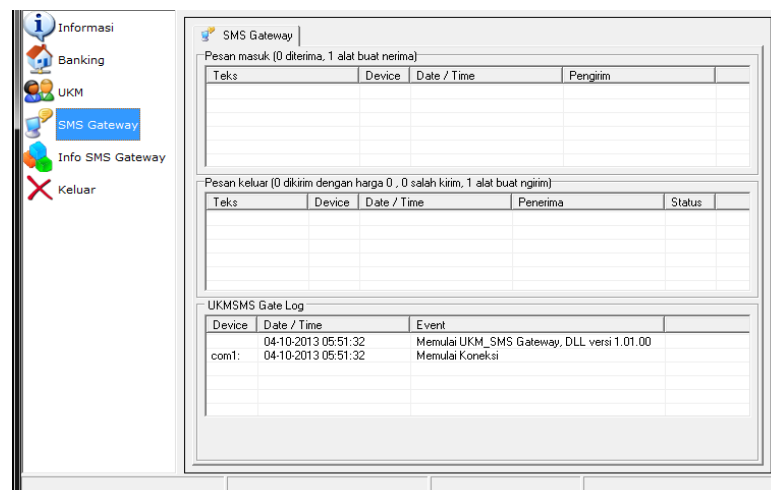 Informasi
Banking
UKM
SMS Gateway
Info SMS Gateway
Keluar
SMS Gateway
Pesan masuk (0 diterima, 1 alat buat nerima)
Teks Device Date / Time Pengirim
Pesan keluar (0 dikirim dengan harga 0 , 0 salah kirim, 1 alat buat ngirim)
Teks Device Date / Time Penerima Status
UKMSMS Gate Log
Device Date / Time Event
04-10-2013 05:51:32 Memulai UKM_SMS Gateway, DLL versi 1.01.00
com1: 04-10-2013 05:51:32 Memulai Koneksi